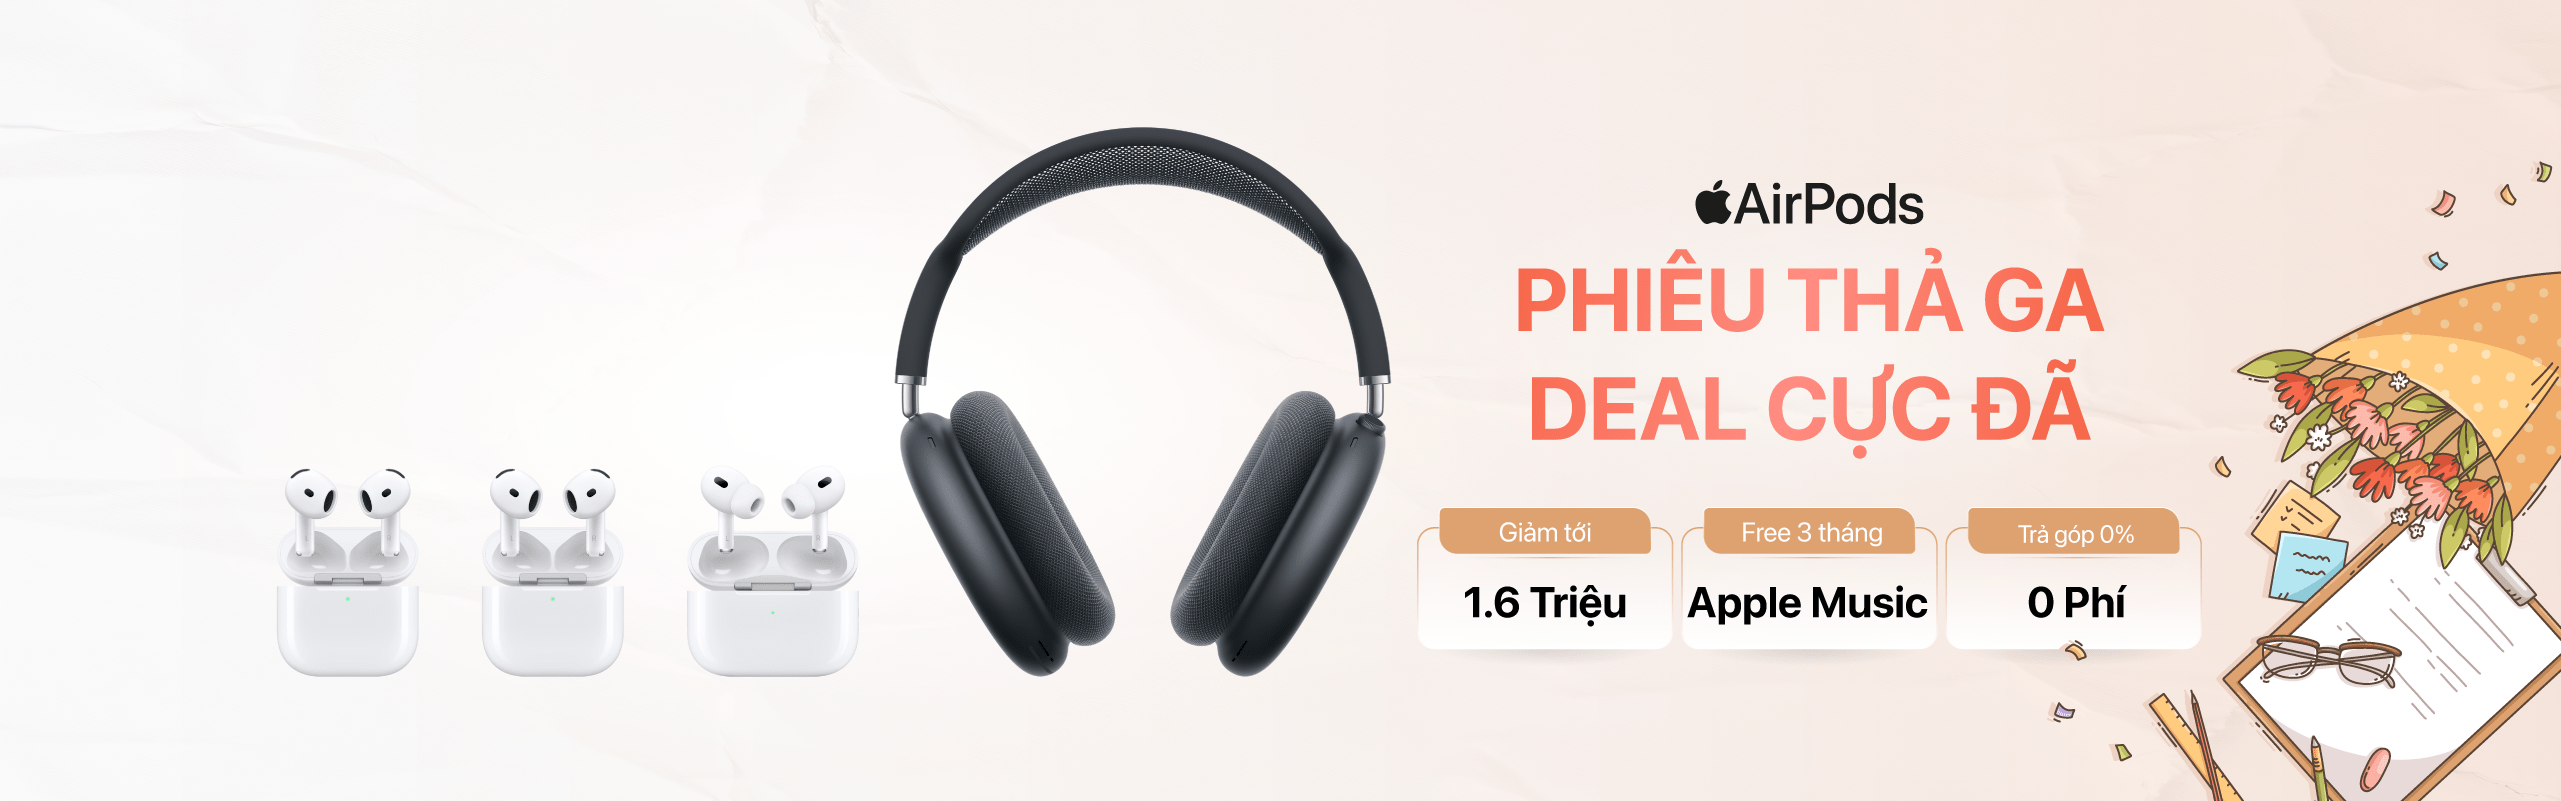 AirPods
PHIÊU THẢ GA
DEAL CỰC ĐÃ
Giảm tới
1.6 Triệu
Free 3 tháng
Apple Music
Trả góp 0%
0 Phí